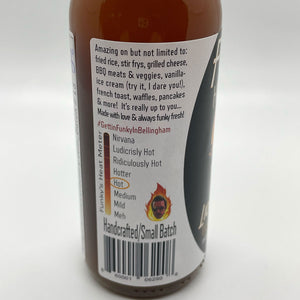 Amazing on but not limited to:
fried rice, stir frys, grilled cheese,
BBQ meats & veggies, vanilla-
ice cream (try it, I dare you!),
french toast, waffles, pancakes
& more! It's really up to you...
Made with love & always funky fresh!
#GettinFunkyInBellingham
Funky's Heat Meter
Nirvana
Ludicrisly Hot
Ridiculously Hot
Hotter
Hot
Medium
Mild
Meh
Handcrafted/Small Batch